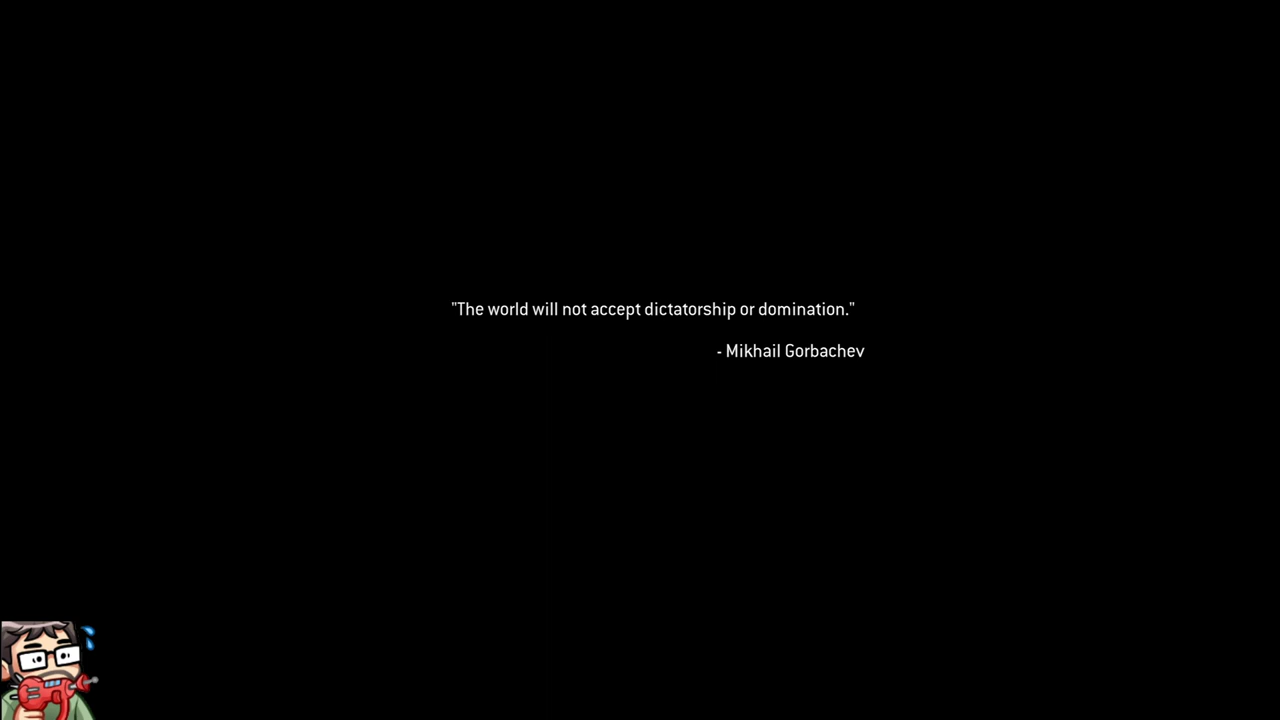 "The world will not accept dictatorship or domination."
- Mikhail Gorbachev